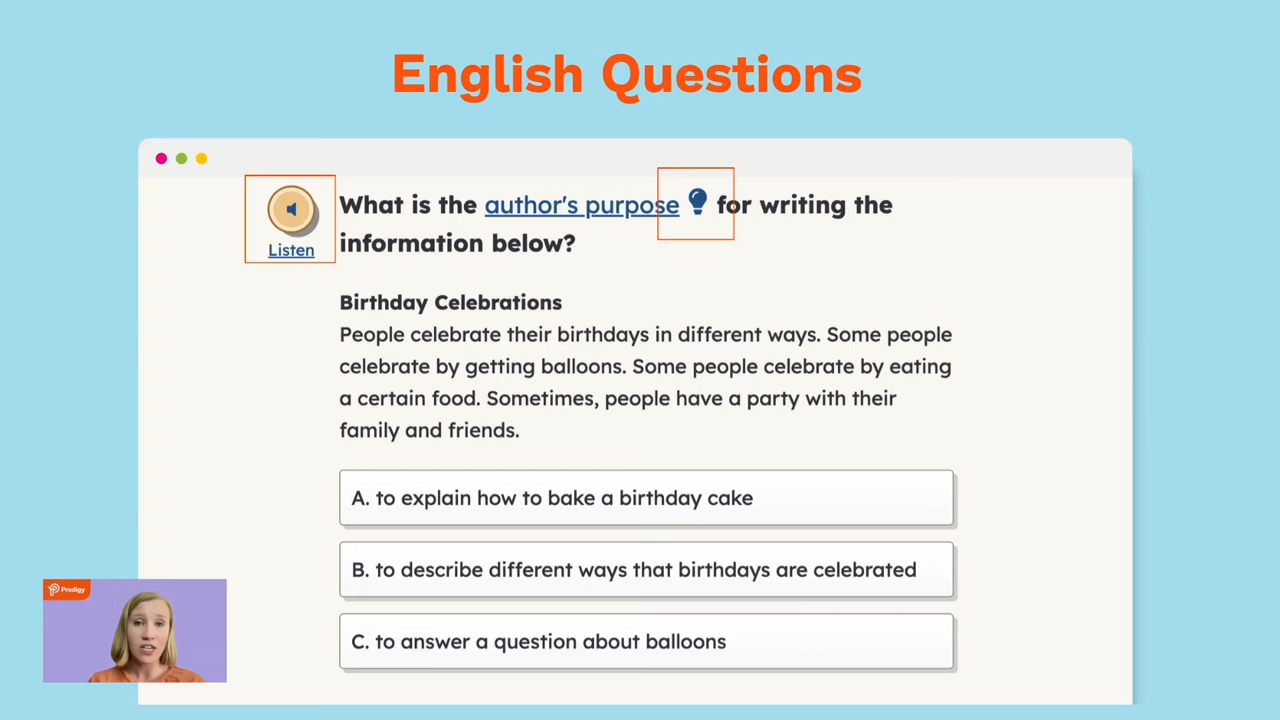 English Questions
What is the author's purpose for writing the
information below?
Listen
Birthday Celebrations
People celebrate their birthdays in different ways. Some people
celebrate by getting balloons. Some people celebrate by eating
a certain food. Sometimes, people have a party with their
family and friends.
A. to explain how to bake a birthday cake
B. to describe different ways that birthdays are celebrated
C. to answer a question about balloons
Prodigy